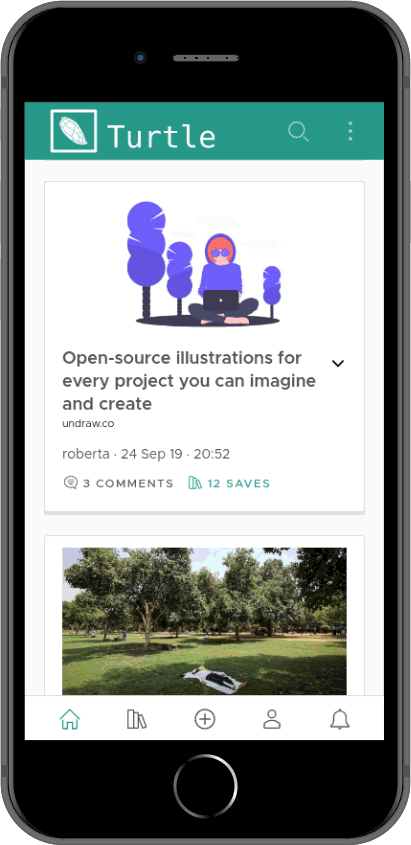 Turtle
Open-source illustrations for
every project you can imagine
and create
undraw.co
roberta · 24 Sep 19 · 20:52
3 COMMENTS 12 SAVES